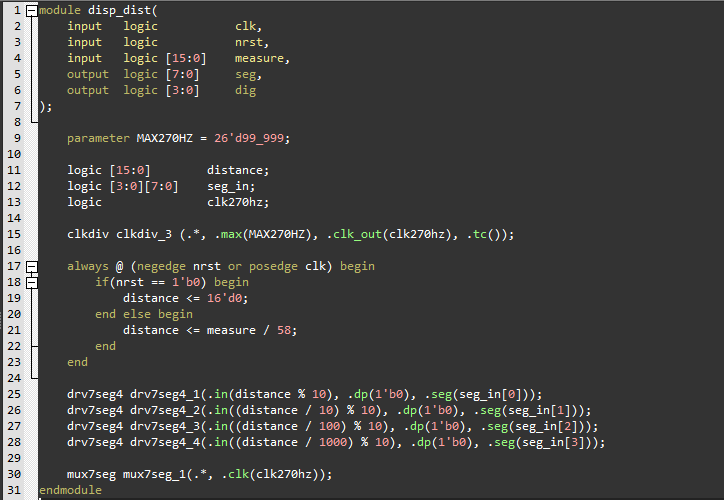 1 module disp_dist(
2 input logic clk,
3 input logic nrst,
4 input logic [15:0] measure,
5 output logic [7:0] seg,
6 output logic [3:0] dig
7 );
8
9 parameter MAX270HZ = 26'd99_999;
10
11 logic [15:0] distance;
12 logic [3:0][7:0] seg_in;
13 logic clk270hz;
14
15 clkdiv clkdiv_3 (.*, .max(MAX270HZ), .clk_out(clk270hz), .tc());
16
17 always @ (negedge nrst or posedge clk) begin
18 if(nrst == 1'b0) begin
19 distance <= 16'd0;
20 end else begin
21 distance <= measure / 58;
22 end
23 end
24
25 drv7seg4 drv7seg4_1(.in(distance % 10), .dp(1'b0), .seg(seg_in[0]));
26 drv7seg4 drv7seg4_2(.in((distance / 10) % 10), .dp(1'b0), .seg(seg_in[1]));
27 drv7seg4 drv7seg4_3(.in((distance / 100) % 10), .dp(1'b0), .seg(seg_in[2]));
28 drv7seg4 drv7seg4_4(.in((distance / 1000) % 10), .dp(1'b0), .seg(seg_in[3]));
29
30 mux7seg mux7seg_1(.*, .clk(clk270hz));
31 endmodule